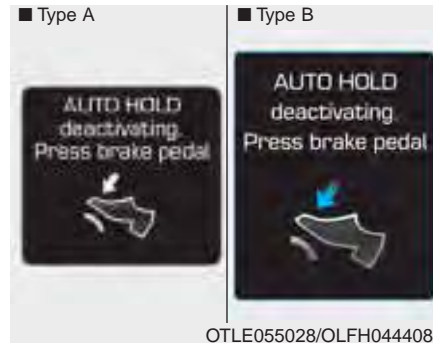 ■ Type A
AUTO HOLD
deactivating.
Press brake pedal
■ Type B
AUTO HOLD
deactivating.
Press brake pedal
OTLE055028/OLFH044408